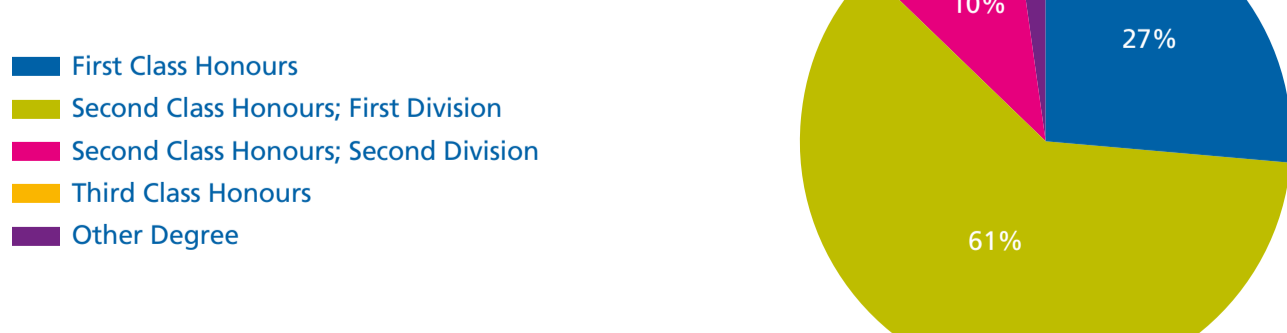 10%
27%
First Class Honours
Second Class Honours; First Division
Second Class Honours; Second Division
Third Class Honours
Other Degree
61%